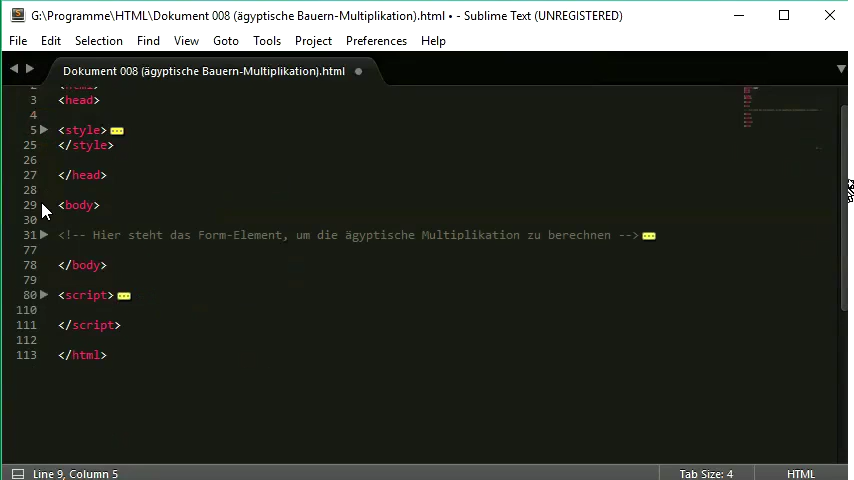 G:\Programme\HTML\Dokument 008 (ägyptische Bauern-Multiplikation).html • - Sublime Text (UNREGISTERED)
File Edit Selection Find View Goto Tools Project Preferences Help
Dokument 008 (ägyptische Bauern-Multiplikation).html
2 <html>
3 <head>
4
5 <style>
25 </style>
26
27 </head>
28
29 <body>
30
31 <!-- Hier steht das Form-Element, um die ägyptische Multiplikation zu berechnen -->
77
78 </body>
79
80 <script>
110
111 </script>
112
113 </html>
Line 9, Column 5 Tab Size: 4 HTML